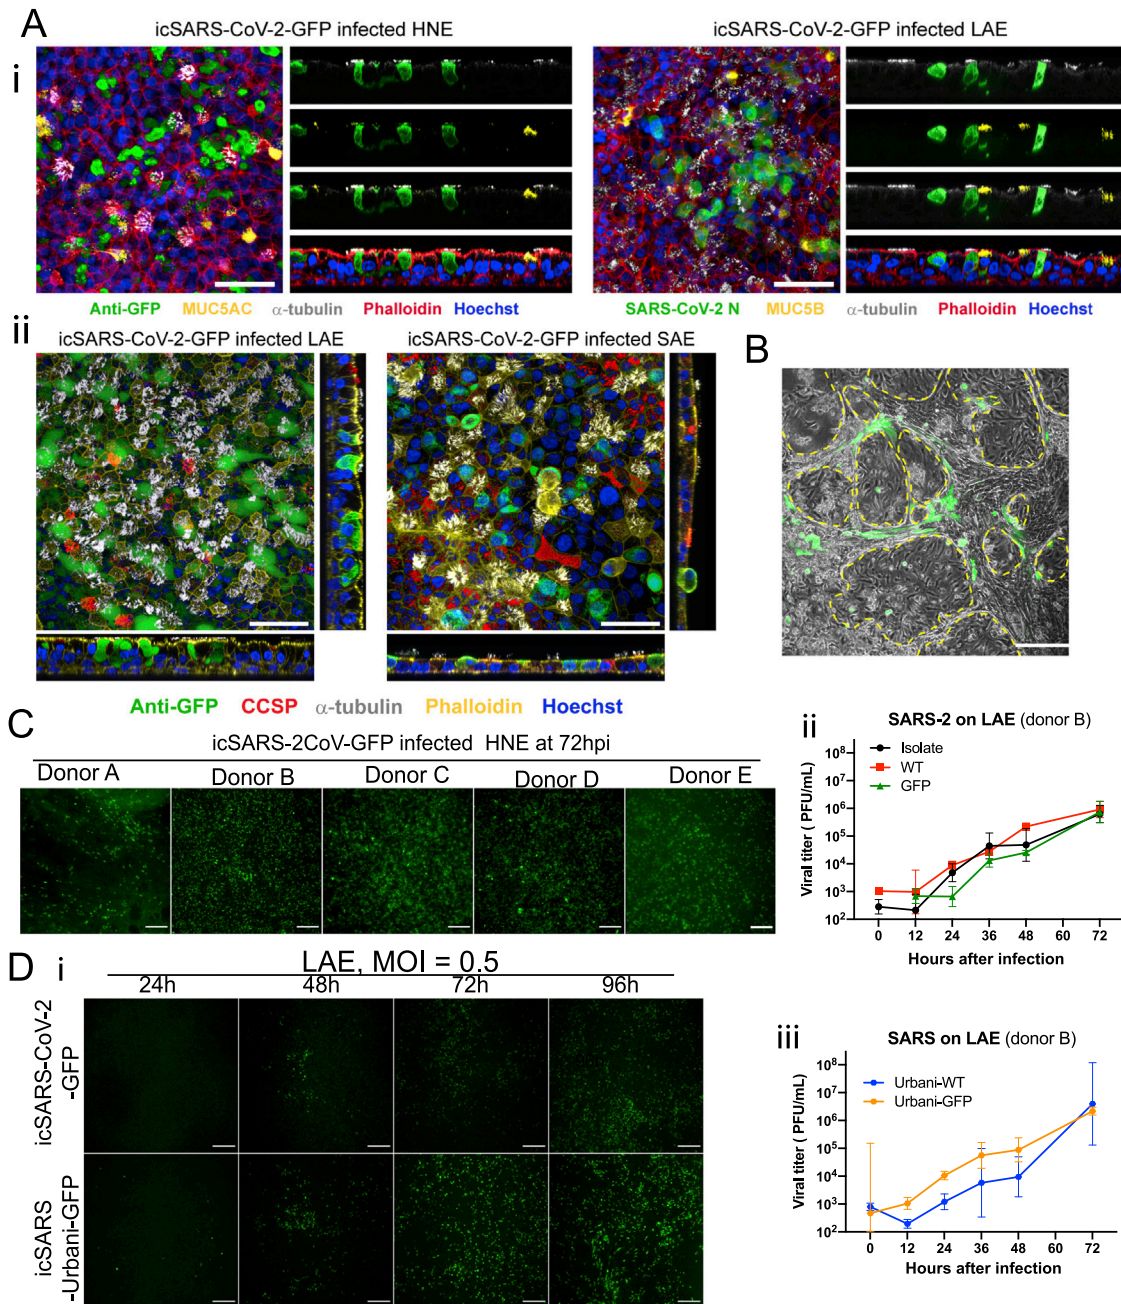 A
icSARS-CoV-2-GFP infected HNE
icSARS-CoV-2-GFP infected LAE
i
Anti-GFP MUC5AC α-tubulin Phalloidin Hoechst
SARS-CoV-2 N MUC5B α-tubulin Phalloidin Hoechst
ii
icSARS-CoV-2-GFP infected LAE
icSARS-CoV-2-GFP infected SAE
B
Anti-GFP CCSP α-tubulin Phalloidin Hoechst
C
icSARS-2CoV-GFP infected HNE at 72hpi
Donor A Donor B Donor C Donor D Donor E
ii
SARS-2 on LAE (donor B)
Isolate
WT
GFP
Viral titer ( PFU/mL)
10⁸
10⁷
10⁶
10⁵
10⁴
10³
10²
0 12 24 36 48 60 72
Hours after infection
D i
LAE, MOI = 0.5
24h 48h 72h 96h
icSARS-CoV-2
-GFP
icSARS
-Urbani-GFP
iii
SARS on LAE (donor B)
Urbani-WT
Urbani-GFP
Viral titer ( PFU/mL)
10⁸
10⁷
10⁶
10⁵
10⁴
10³
10²
0 12 24 36 48 60 72
Hours after infection